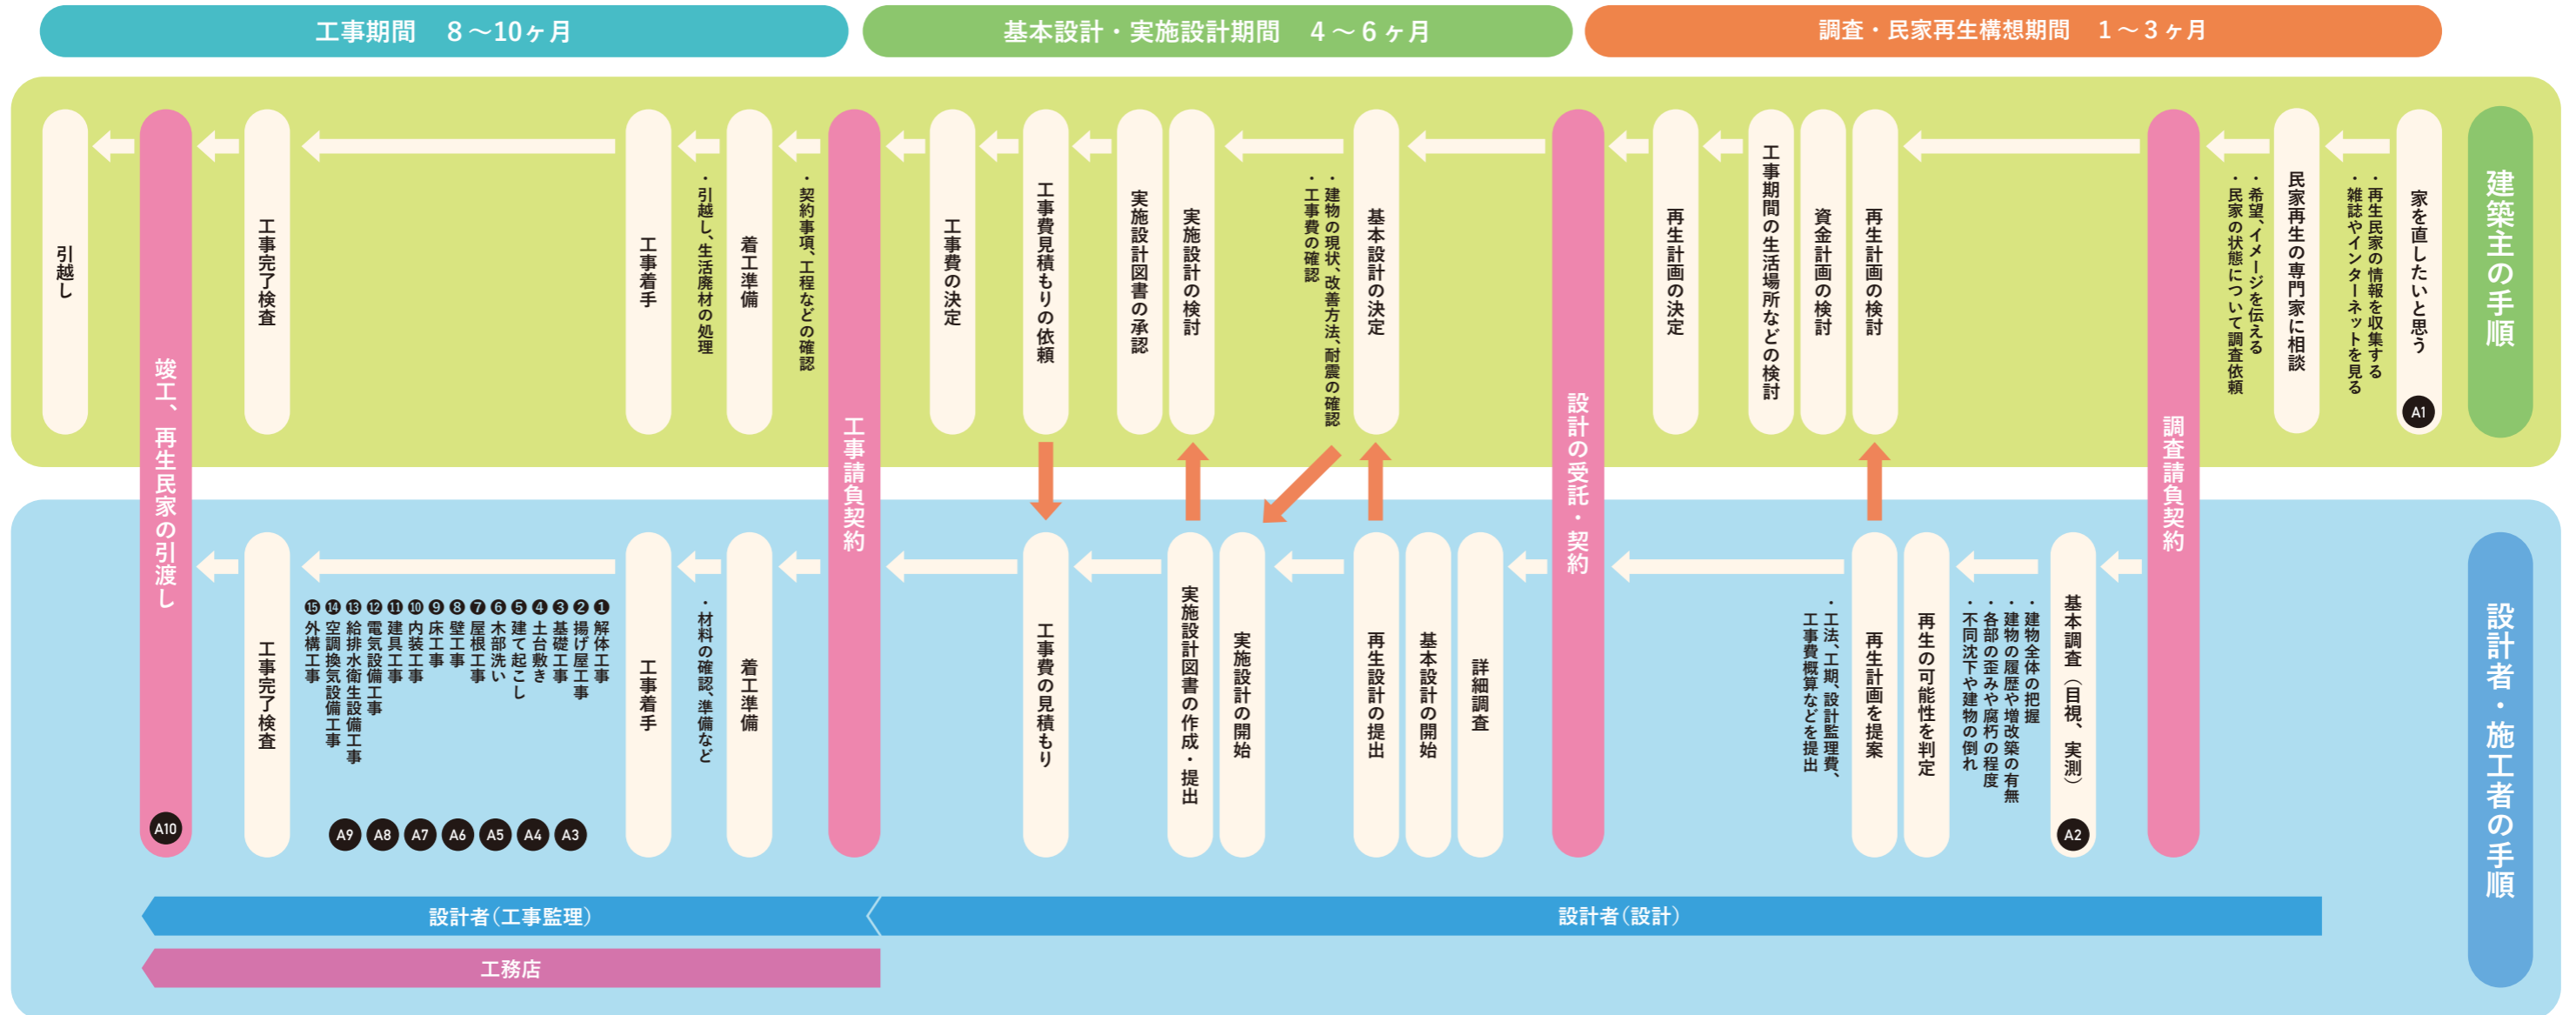 調査・民家再生構想期間　1～3ヶ月
基本設計・実施設計期間　4～6ヶ月
工事期間　8～10ヶ月
建築主の手順
家を直したいと思う
A1
・再生民家の情報を収集する
・雑誌やインターネットを見る
民家再生の専門家に相談
・希望、イメージを伝える
・民家の状態について調査依頼
調査請負契約
再生計画の検討
資金計画の検討
工事期間の生活場所などの検討
再生計画の決定
設計の受託・契約
基本設計の決定
・建物の現状、改善方法、耐震の確認
・工事費の確認
実施設計の検討
実施設計図書の承認
工事費見積もりの依頼
工事費の決定
工事請負契約
・契約事項、工程などの確認
着工準備
・引越し、生活廃材の処理
工事着手
工事完了検査
竣工、再生民家の引渡し
A10
引越し
設計者・施工者の手順
基本調査（目視、実測）
A2
・建物全体の把握
・建物の履歴や増改築の有無
・各部の歪みや腐朽の程度
・不同沈下や建物の倒れ
再生の可能性を判定
再生計画を提案
・工法、工期、設計監理費、
工事費概算などを提出
詳細調査
基本設計の開始
再生設計の提出
実施設計の開始
実施設計図書の作成・提出
工事費の見積もり
着工準備
・材料の確認、準備など
工事着手
❶解体工事
❷揚げ屋工事
❸基礎工事
❹土台敷き
❺建て起こし
❻木部洗い
❼屋根工事
❽壁工事
❾床工事
❿内装工事
⓫建具工事
⓬電気設備工事
⓭給排水衛生設備工事
⓮空調換気設備工事
⓯外構工事
A3
A4
A5
A6
A7
A8
A9
工事完了検査
設計者（設計）
設計者（工事監理）
工務店